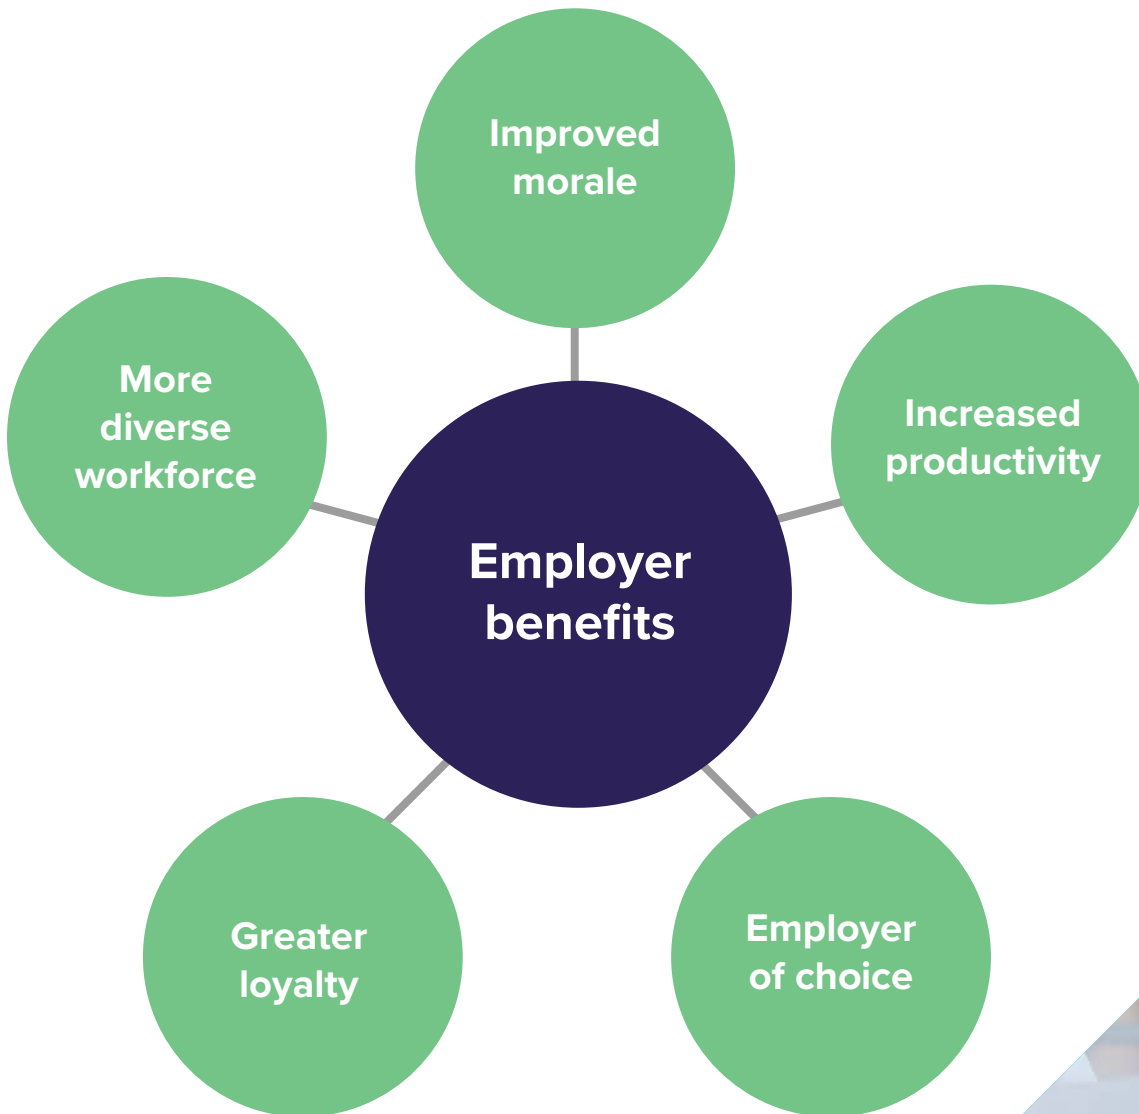 Improved
morale
More
diverse
workforce
Increased
productivity
Employer
benefits
Greater
loyalty
Employer
of choice